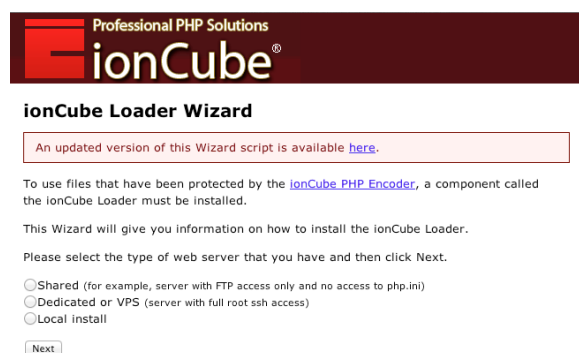 Professional PHP Solutions
ionCube®
ionCube Loader Wizard
An updated version of this Wizard script is available here.
To use files that have been protected by the ionCube PHP Encoder, a component called
the ionCube Loader must be installed.
This Wizard will give you information on how to install the ionCube Loader.
Please select the type of web server that you have and then click Next.
Shared (for example, server with FTP access only and no access to php.ini)
Dedicated or VPS (server with full root ssh access)
Local install
Next